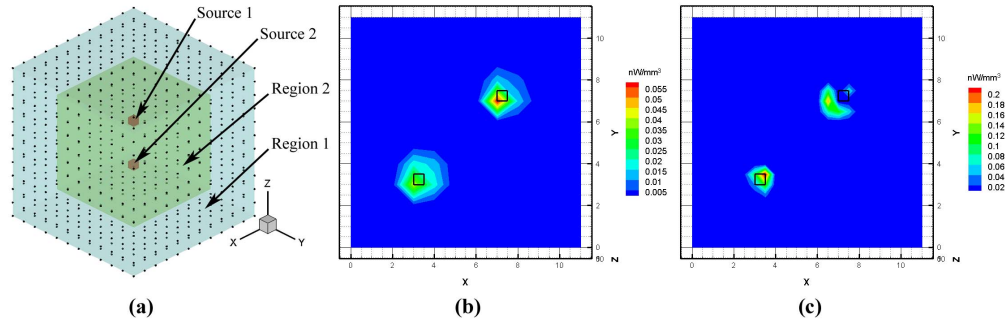 Source 1
Source 2
Region 2
Region 1
Z
X
Y
(a)
nW/mm³
0.055
0.05
0.045
0.04
0.035
0.03
0.025
0.02
0.015
0.01
0.005
10
8
6
4
2
0
Y
Z
0
2
4
6
8
10
X
(b)
nW/mm³
0.2
0.18
0.16
0.14
0.12
0.1
0.08
0.06
0.04
0.02
10
8
6
4
2
0
Y
Z
0
2
4
6
8
10
X
(c)